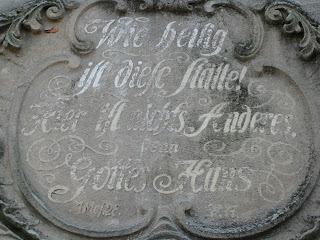 Wie heilig
ist diese Stätte!
Hier ist nichts Anderes,
denn
Gottes Haus